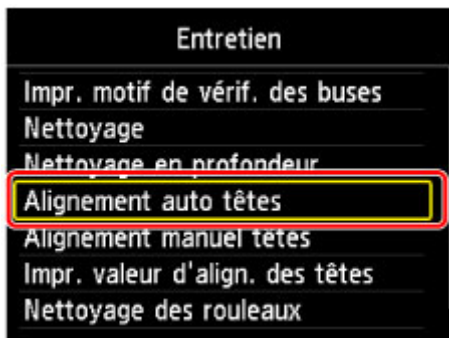 Entretien
Impr. motif de vérif. des buses
Nettoyage
Nettoyage en profondeur
Alignement auto têtes
Alignement manuel têtes
Impr. valeur d'align. des têtes
Nettoyage des rouleaux